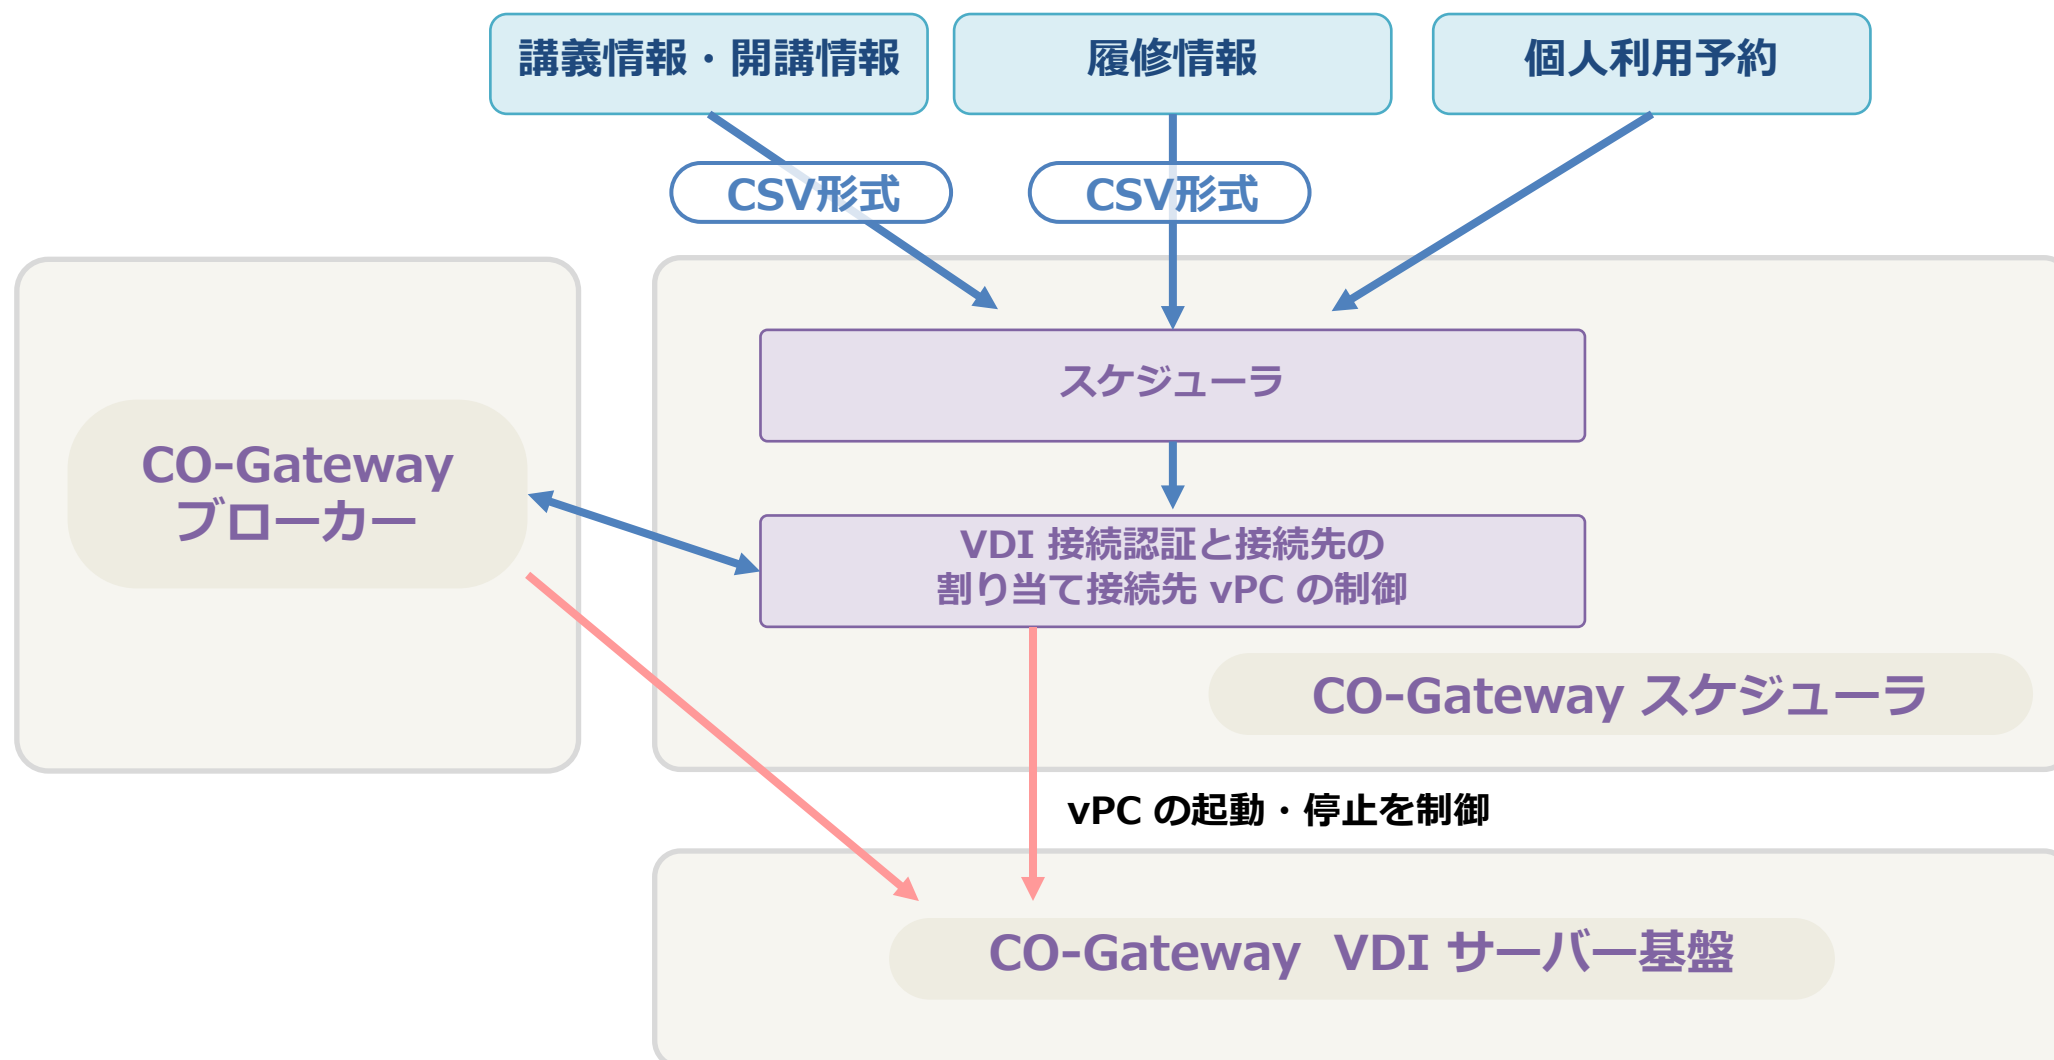 講義情報・開講情報
履修情報
個人利用予約
CSV形式
CSV形式
スケジューラ
CO-Gateway
ブローカー
VDI 接続認証と接続先の
割り当て接続先 vPC の制御
CO-Gateway スケジューラ
vPC の起動・停止を制御
CO-Gateway VDI サーバー基盤